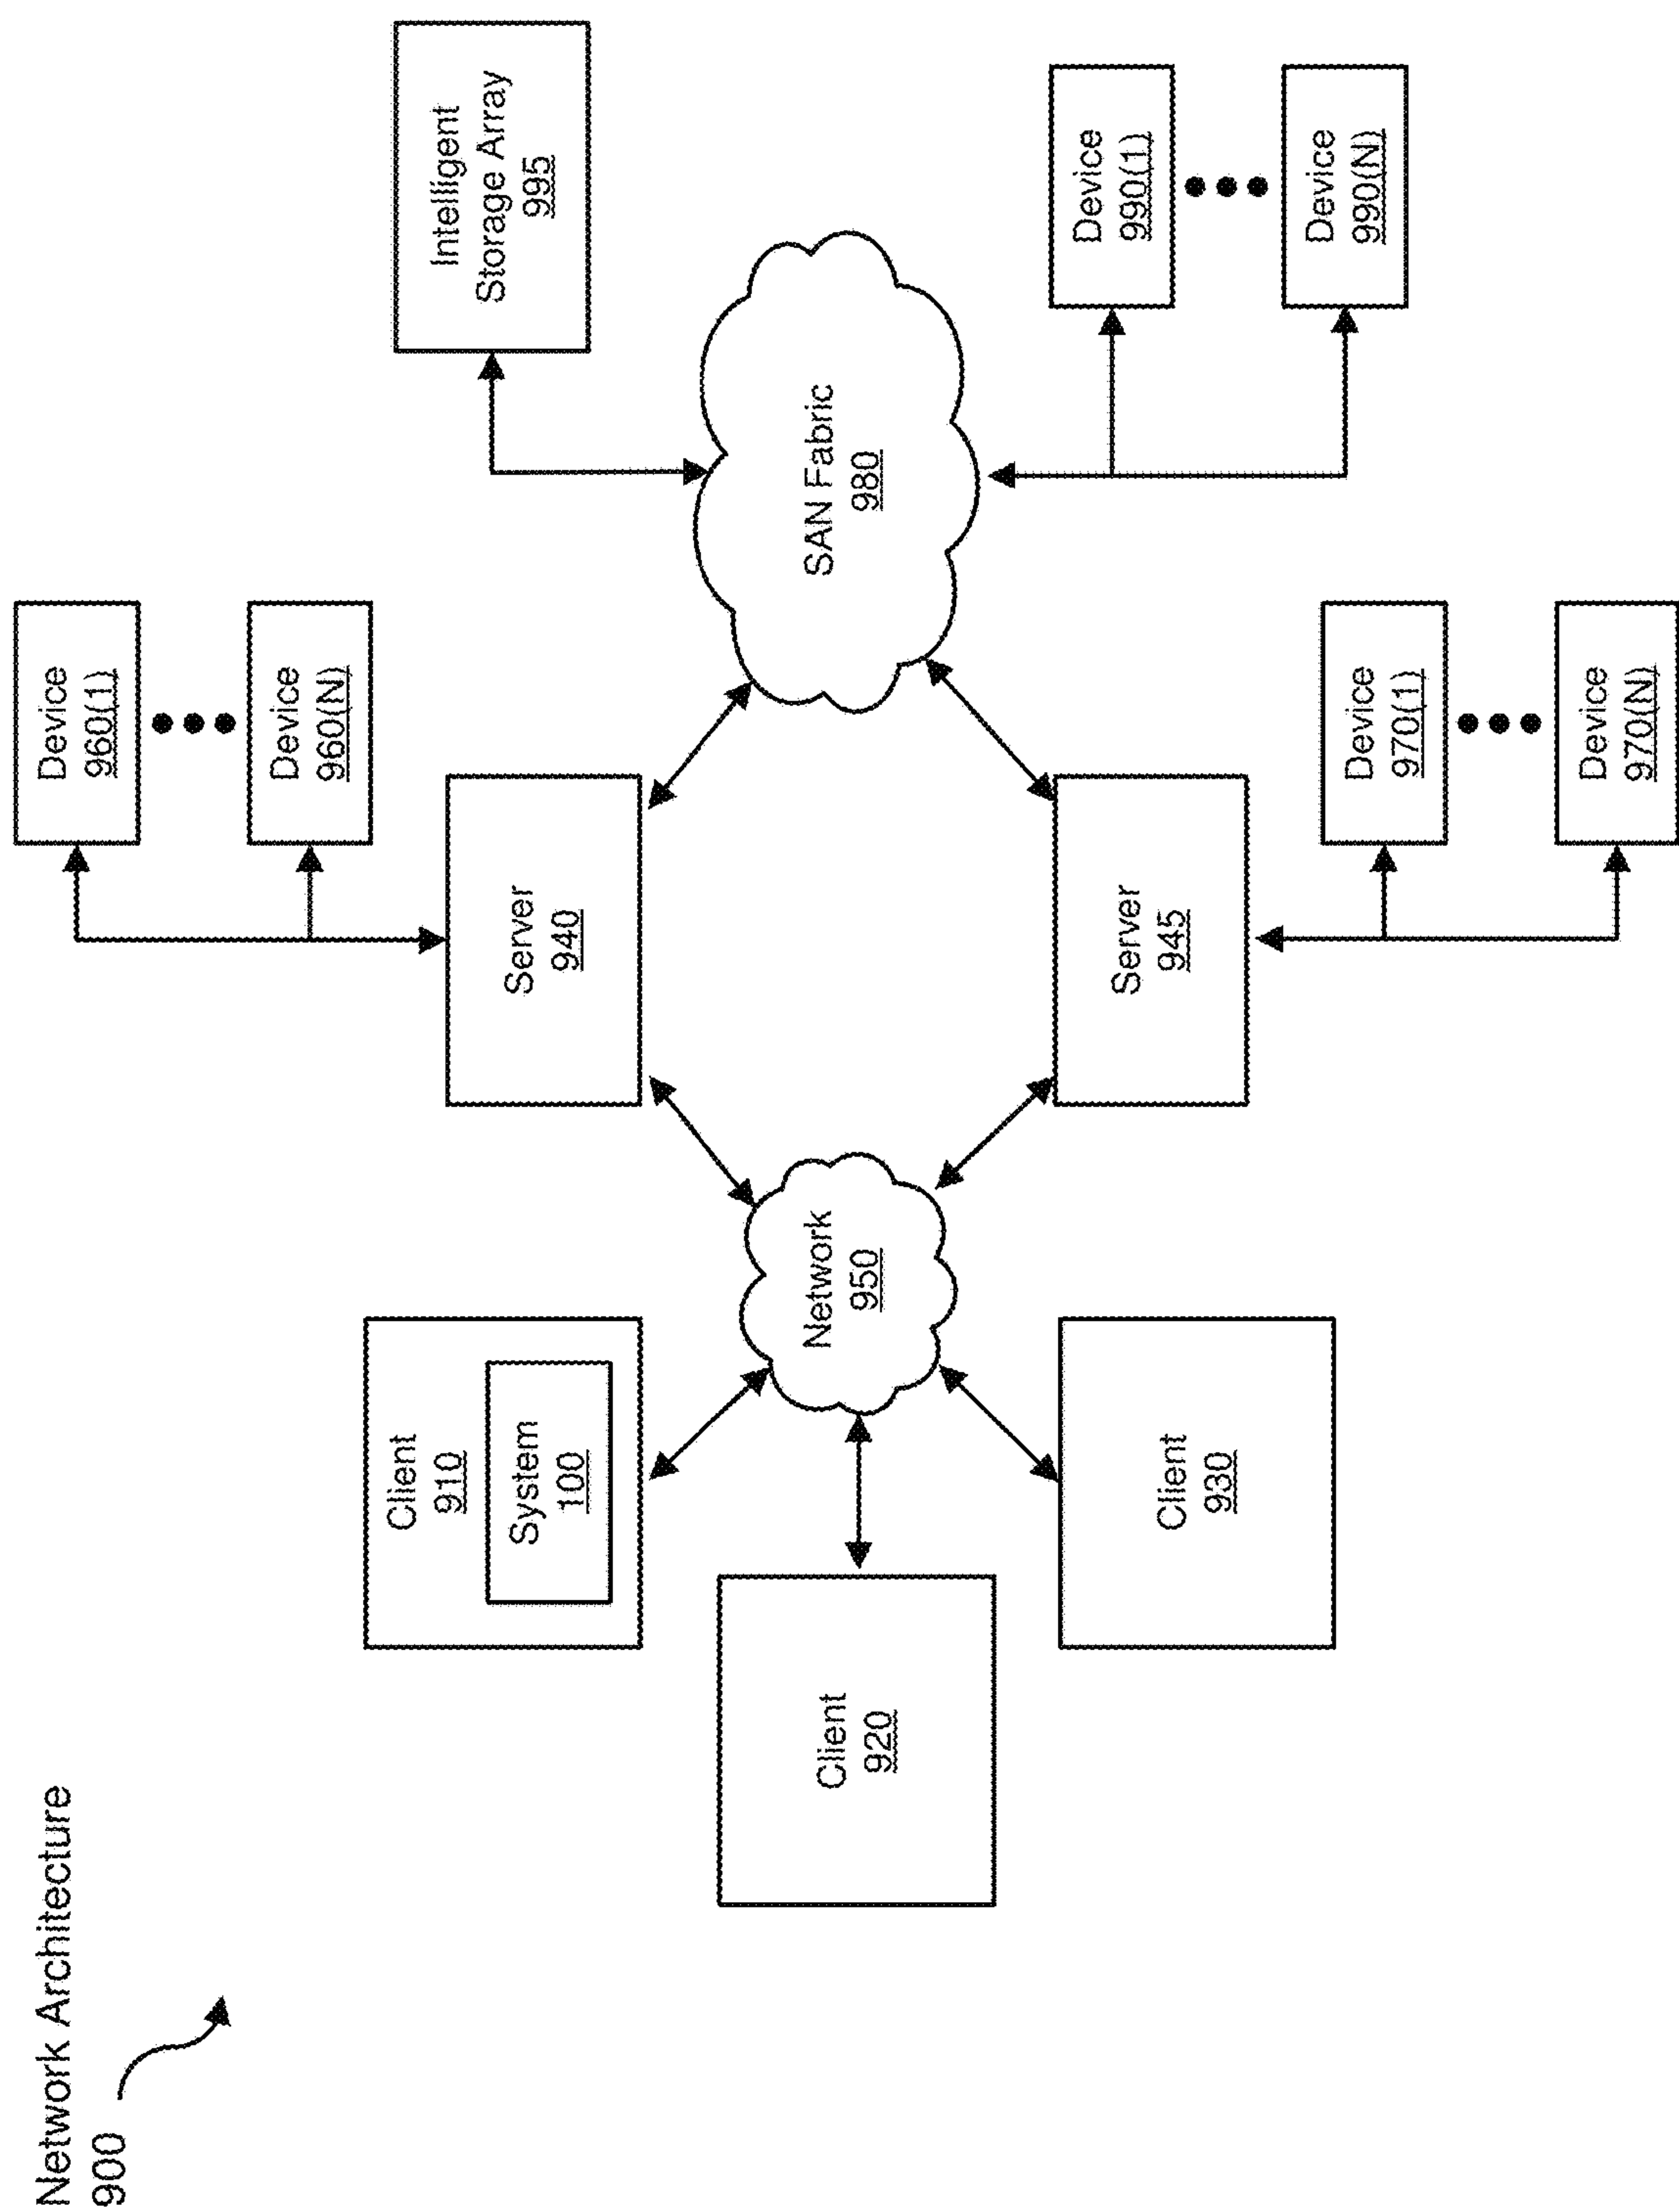 Network Architecture
900
Client
910
System
100
Client
920
Client
930
Network
950
Server
940
Server
945
Device
960(1)
Device
960(N)
Device
970(1)
Device
970(N)
SAN Fabric
980
Intelligent
Storage Array
995
Device
990(1)
Device
990(N)